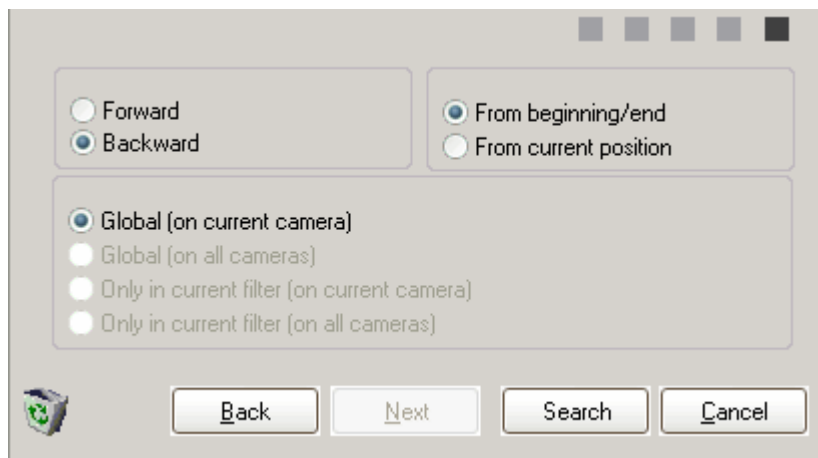 Forward
Backward
From beginning/end
From current position
Global (on current camera)
Global (on all cameras)
Only in current filter (on current camera)
Only in current filter (on all cameras)
Back Next Search Cancel